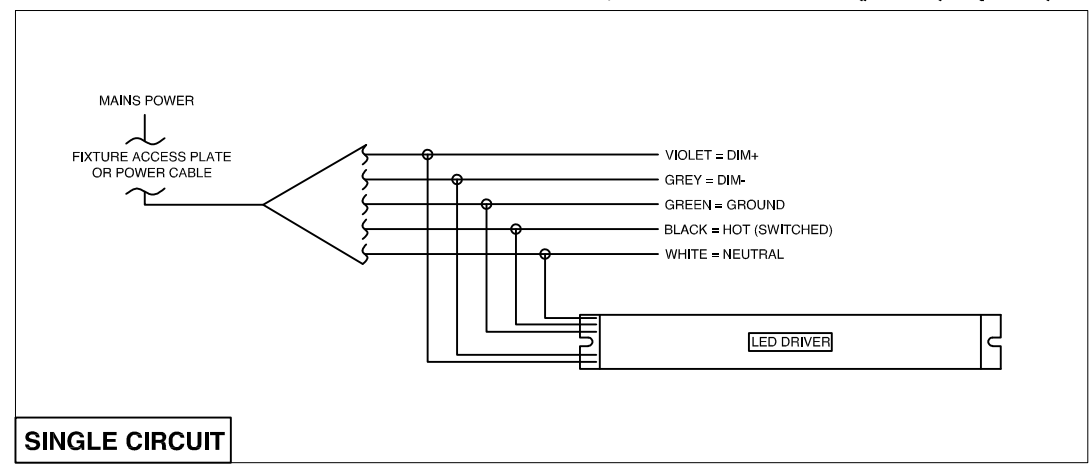 MAINS POWER
FIXTURE ACCESS PLATE
OR POWER CABLE
VIOLET = DIM+
GREY = DIM-
GREEN = GROUND
BLACK = HOT (SWITCHED)
WHITE = NEUTRAL
LED DRIVER
SINGLE CIRCUIT